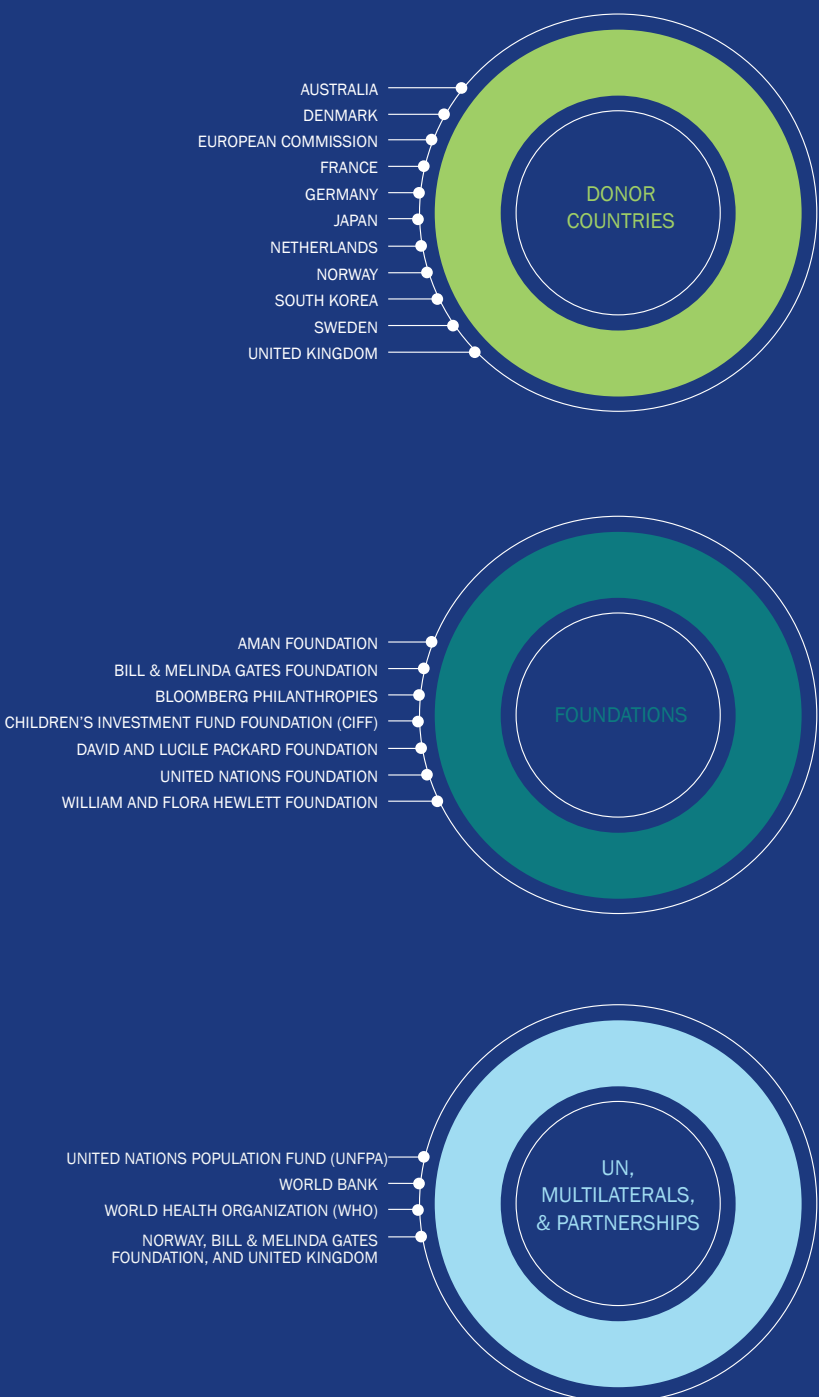 AUSTRALIA
DENMARK
EUROPEAN COMMISSION
FRANCE
GERMANY
JAPAN
NETHERLANDS
NORWAY
SOUTH KOREA
SWEDEN
UNITED KINGDOM
DONOR
COUNTRIES
AMAN FOUNDATION
BILL & MELINDA GATES FOUNDATION
BLOOMBERG PHILANTHROPIES
CHILDREN'S INVESTMENT FUND FOUNDATION (CIFF)
DAVID AND LUCILE PACKARD FOUNDATION
UNITED NATIONS FOUNDATION
WILLIAM AND FLORA HEWLETT FOUNDATION
FOUNDATIONS
UNITED NATIONS POPULATION FUND (UNFPA)
WORLD BANK
WORLD HEALTH ORGANIZATION (WHO)
NORWAY, BILL & MELINDA GATES
FOUNDATION, AND UNITED KINGDOM
UN,
MULTILATERALS,
& PARTNERSHIPS